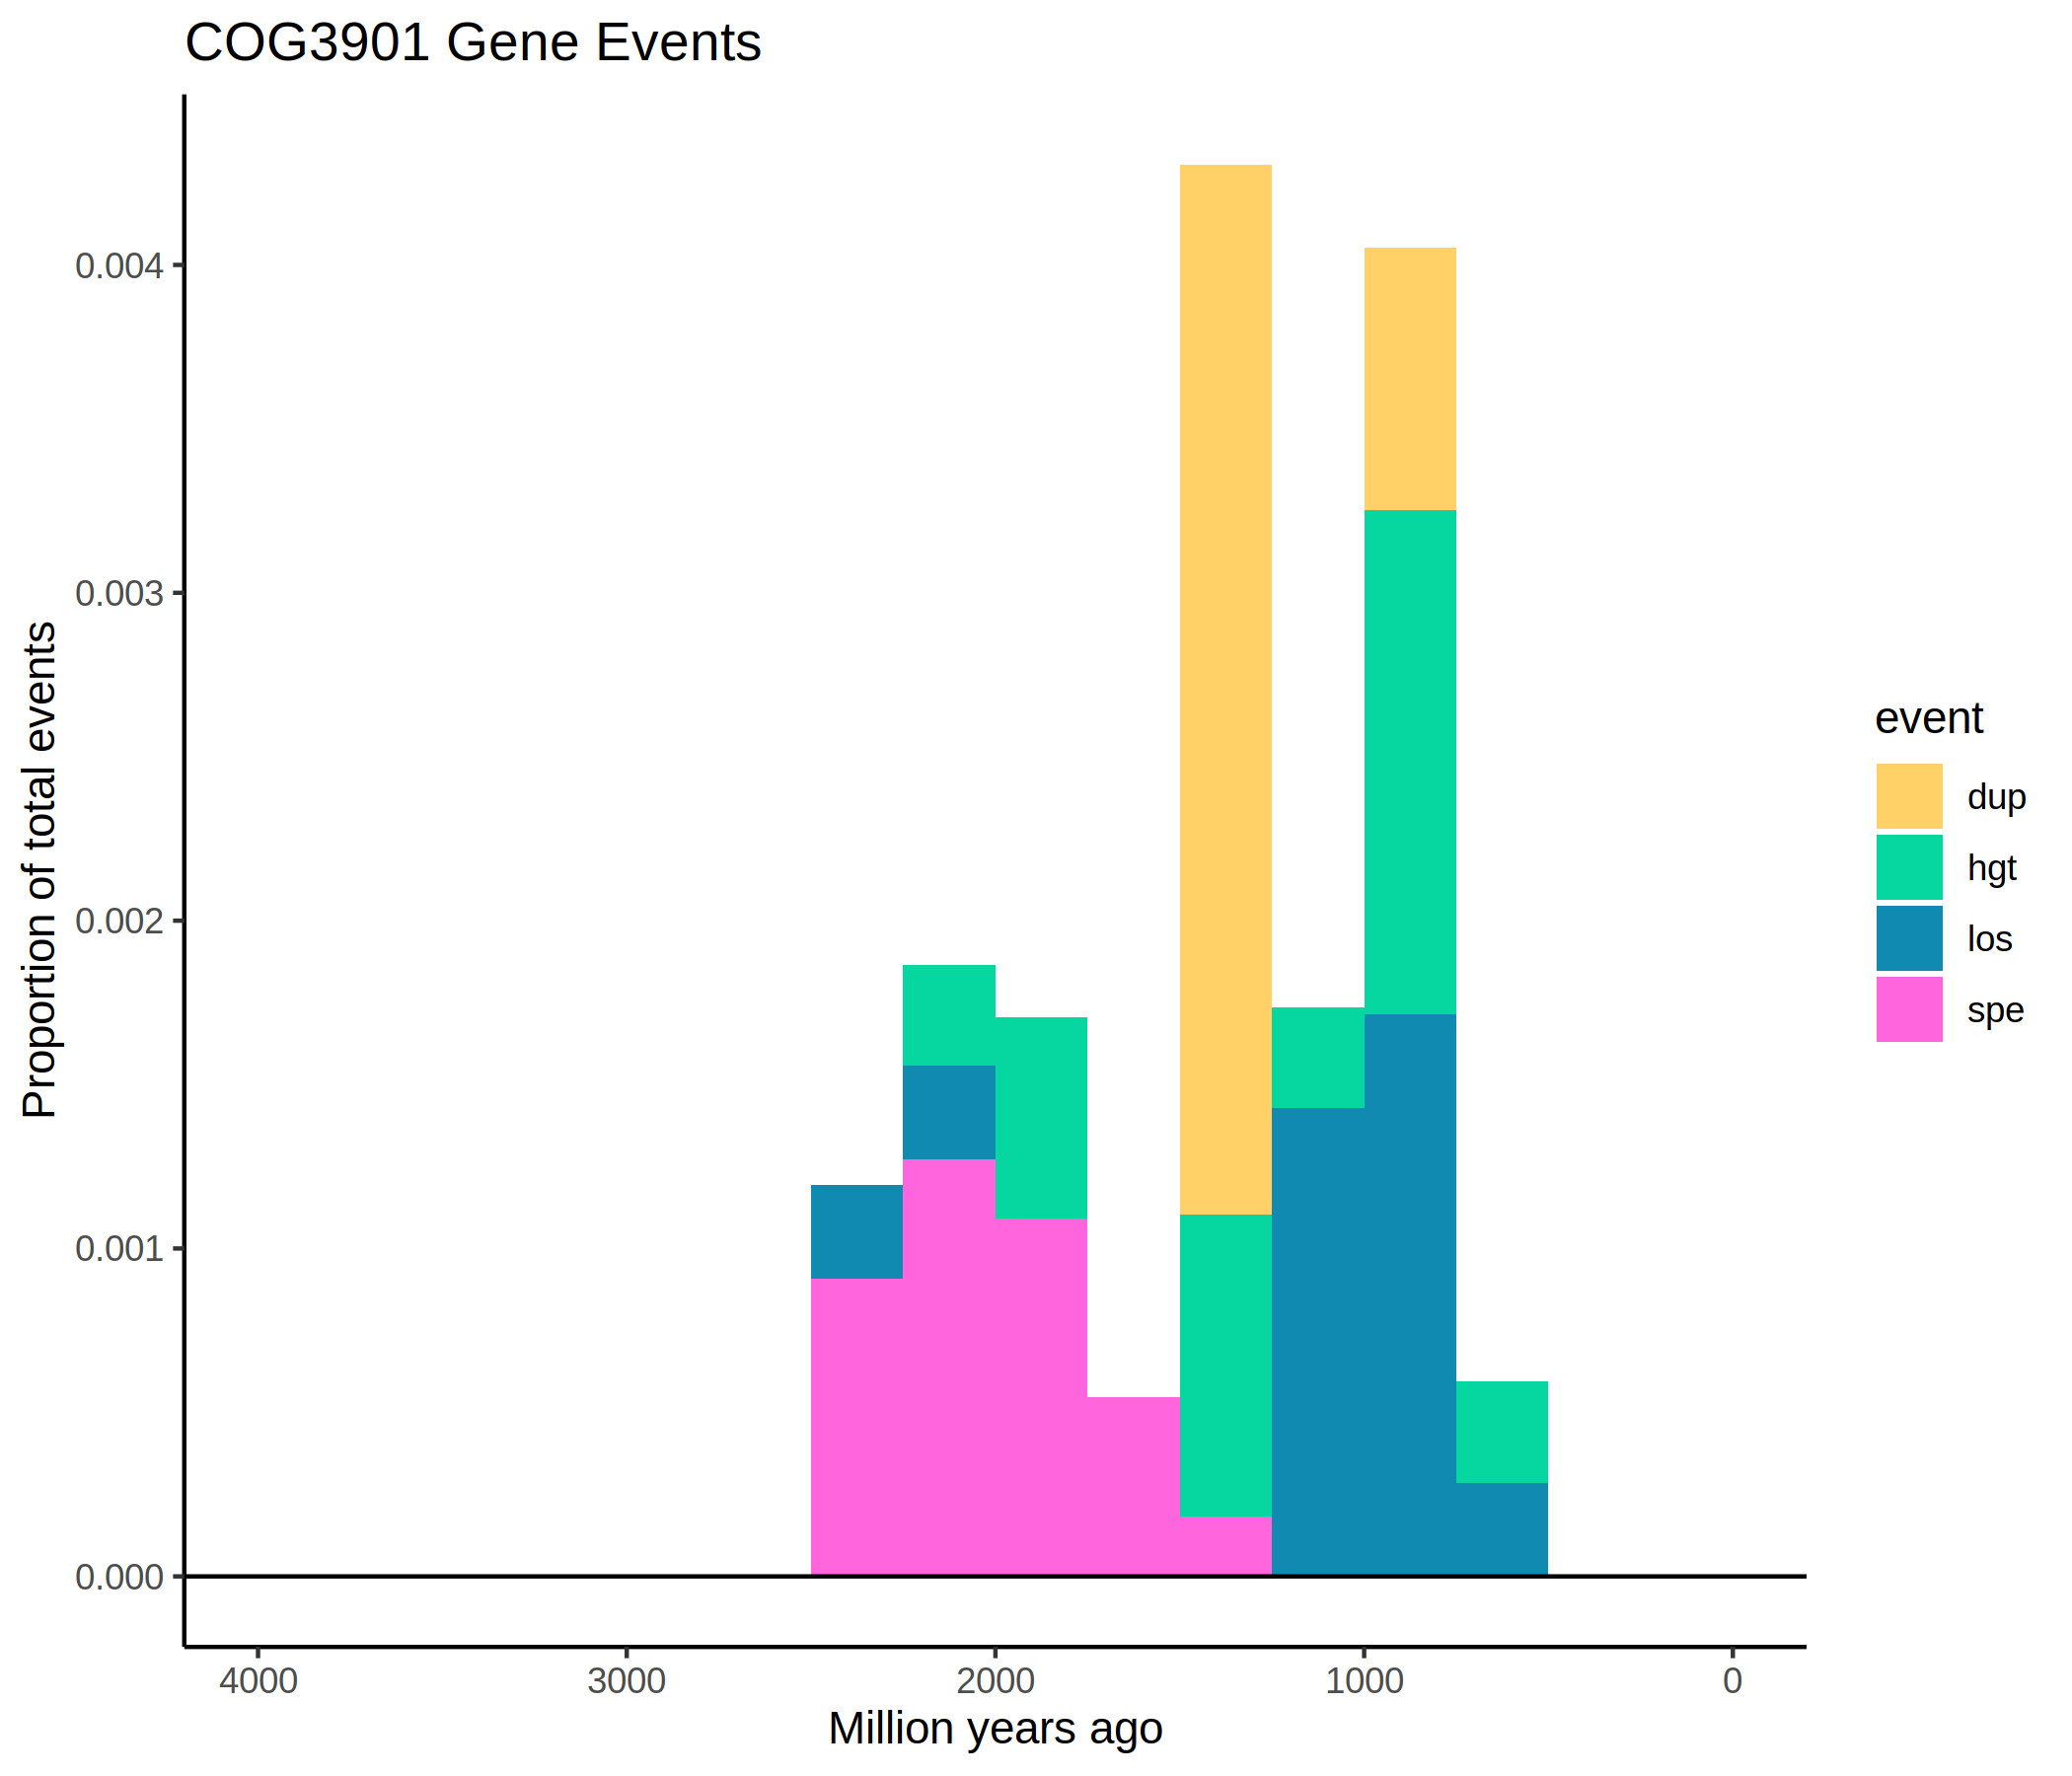 COG3901 Gene Events
Proportion of total events
0.004
0.003
0.002
0.001
0.000
4000 3000 2000 1000 0
Million years ago
event
dup
hgt
los
spe